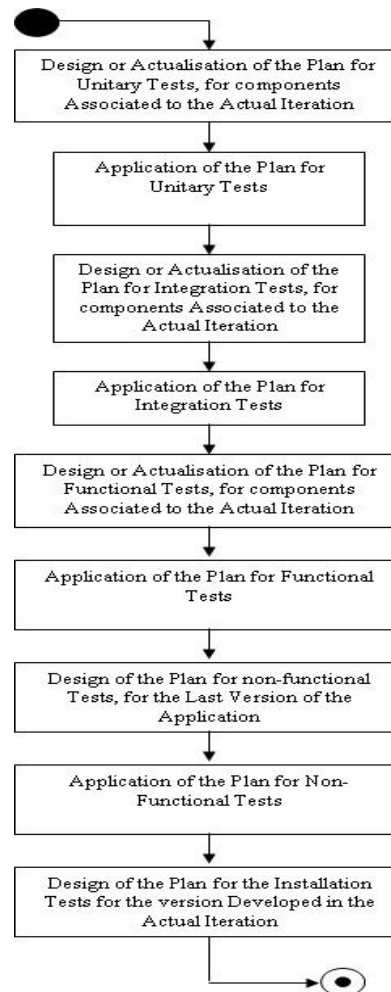 Design or Actualisation of the Plan for
Unitary Tests, for components
Associated to the Actual Iteration
Application of the Plan for
Unitary Tests
Design or Actualisation of the
Plan for Integration Tests, for
components Associated to the
Actual Iteration
Application of the Plan for
Integration Tests
Design or Actualisation of the Plan for
Functional Tests, for components
Associated to the Actual Iteration
Application of the Plan for Functional
Tests
Design of the Plan for non-functional
Tests, for the Last Version of the
Application
Application of the Plan for Non-
Functional Tests
Design of the Plan for the Installation
Tests for the version Developed in the
Actual Iteration